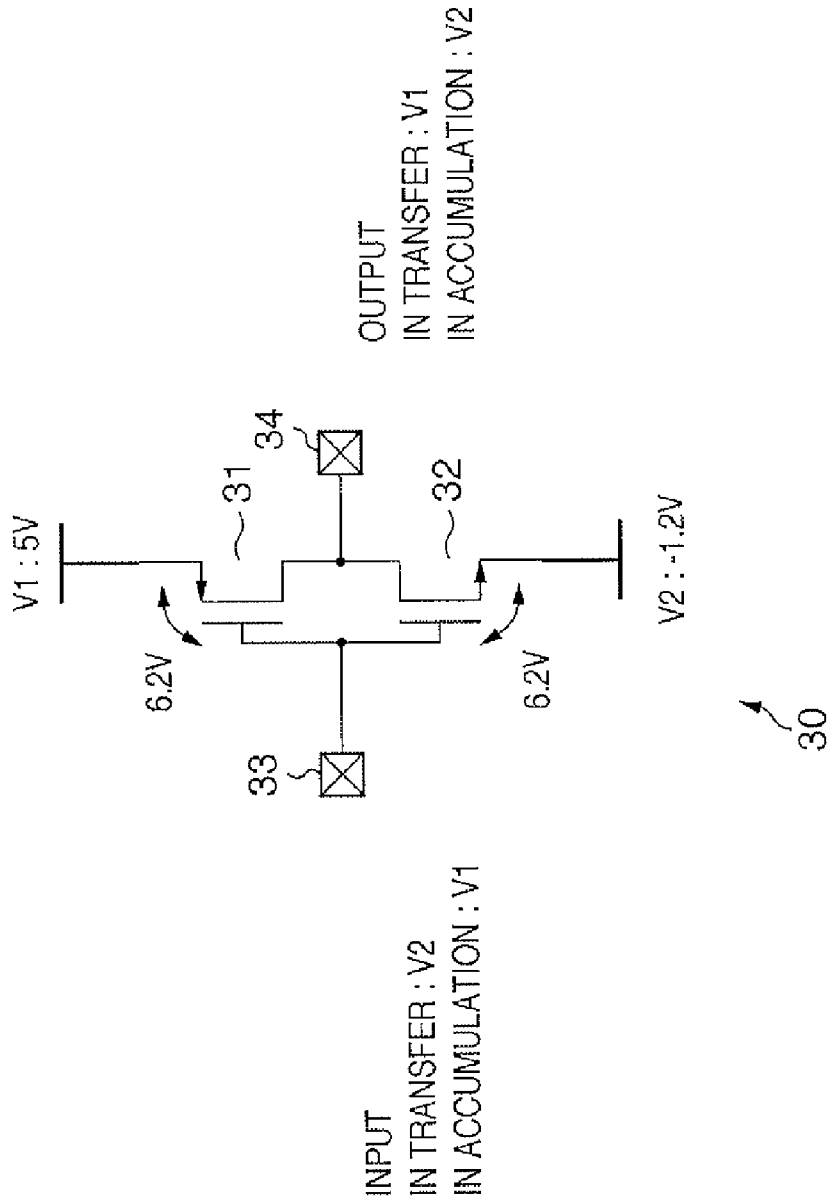 V1 : 5V
6.2V
31
34
33
32
6.2V
V2 : -1.2V
30
INPUT
IN TRANSFER : V2
IN ACCUMULATION : V1
OUTPUT
IN TRANSFER : V1
IN ACCUMULATION : V2